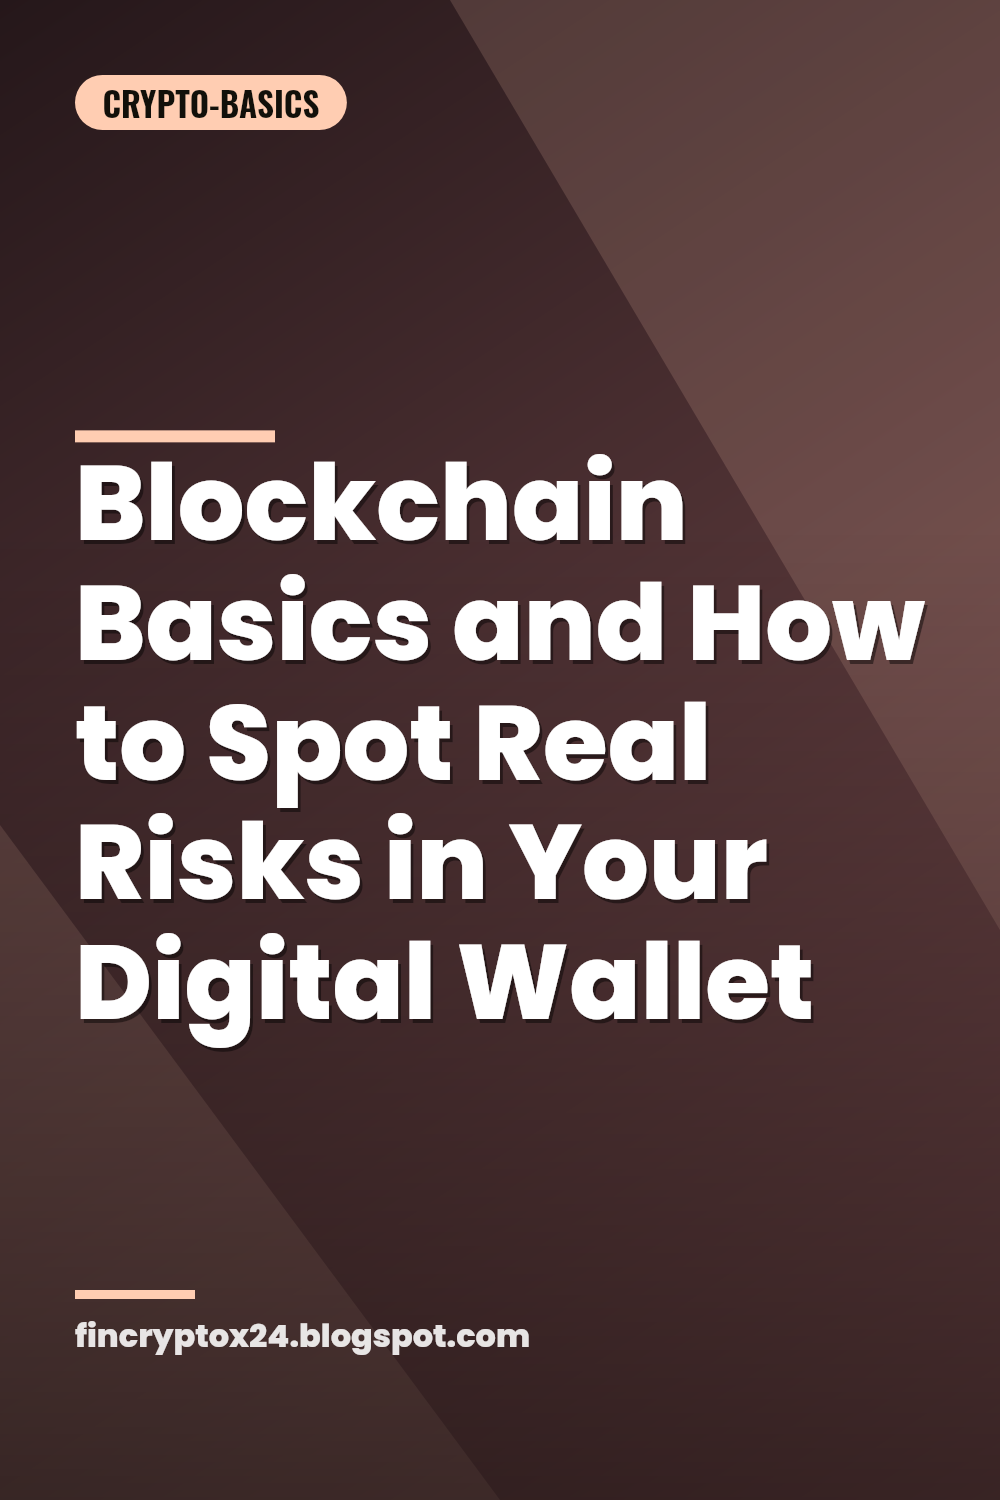 CRYPTO-BASICS
Blockchain
Basics and How
to Spot Real
Risks in Your
Digital Wallet
fincryptox24.blogspot.com